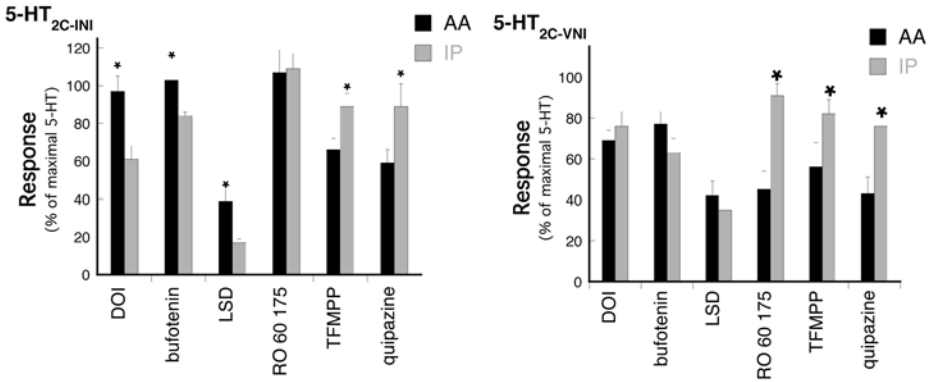 5-HT2C-INI
AA
IP
Response
(% of maximal 5-HT)
120
100
80
60
40
20
0
*
*
*
*
*
DOI
bufotenin
LSD
RO 60 175
TFMPP
quipazine
5-HT2C-VNI
AA
IP
Response
(% of maximal 5-HT)
100
80
60
40
20
0
*
*
*
DOI
bufotenin
LSD
RO 60 175
TFMPP
quipazine